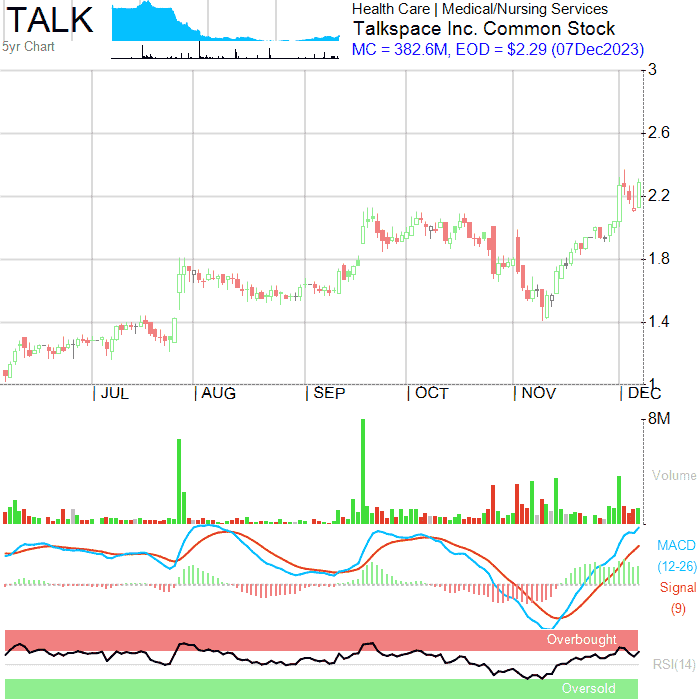 TALK
5yr Chart
Health Care | Medical/Nursing Services
Talkspace Inc. Common Stock
MC = 382.6M, EOD = $2.29 (07Dec2023)
3
2.6
2.2
1.8
1.4
1
JUL
AUG
SEP
OCT
NOV
DEC
8M
Volume
MACD
(12-26)
Signal
(9)
Overbought
RSI(14)
Oversold